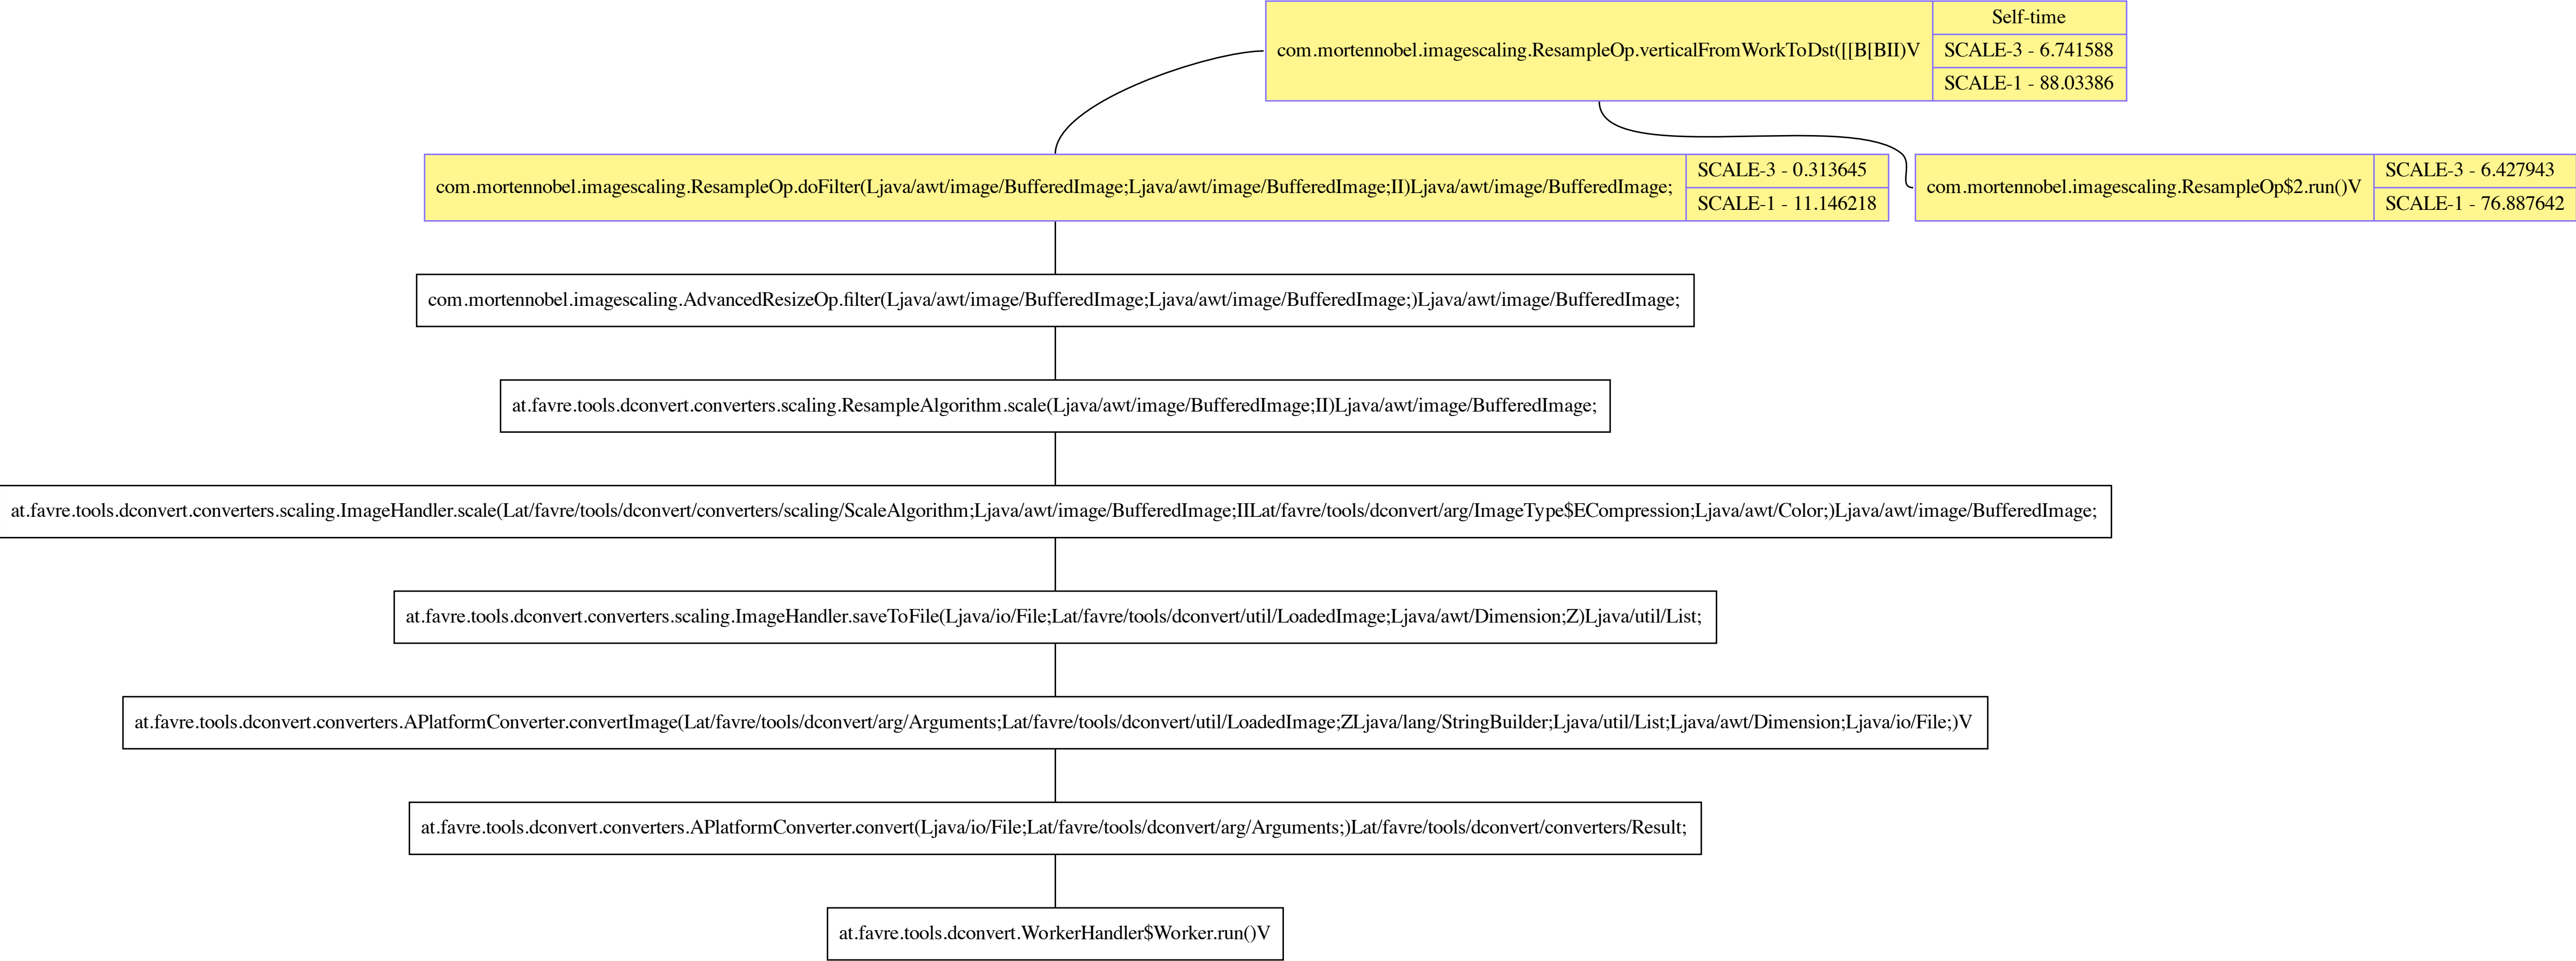 com.mortennobel.imagescaling.ResampleOp.verticalFromWorkToDst([[B[BII)V
Self-time
SCALE-3 - 6.741588
SCALE-1 - 88.03386
com.mortennobel.imagescaling.ResampleOp.doFilter(Ljava/awt/image/BufferedImage;Ljava/awt/image/BufferedImage;II)Ljava/awt/image/BufferedImage;
SCALE-3 - 0.313645
SCALE-1 - 11.146218
com.mortennobel.imagescaling.ResampleOp$2.run()V
SCALE-3 - 6.427943
SCALE-1 - 76.887642
com.mortennobel.imagescaling.AdvancedResizeOp.filter(Ljava/awt/image/BufferedImage;Ljava/awt/image/BufferedImage;)Ljava/awt/image/BufferedImage;
at.favre.tools.dconvert.converters.scaling.ResampleAlgorithm.scale(Ljava/awt/image/BufferedImage;II)Ljava/awt/image/BufferedImage;
at.favre.tools.dconvert.converters.scaling.ImageHandler.scale(Lat/favre/tools/dconvert/converters/scaling/ScaleAlgorithm;Ljava/awt/image/BufferedImage;IILat/favre/tools/dconvert/arg/ImageType$ECompression;Ljava/awt/Color;)Ljava/awt/image/BufferedImage;
at.favre.tools.dconvert.converters.scaling.ImageHandler.saveToFile(Ljava/io/File;Lat/favre/tools/dconvert/util/LoadedImage;Ljava/awt/Dimension;Z)Ljava/util/List;
at.favre.tools.dconvert.converters.APlatformConverter.convertImage(Lat/favre/tools/dconvert/arg/Arguments;Lat/favre/tools/dconvert/util/LoadedImage;ZLjava/lang/StringBuilder;Ljava/util/List;Ljava/awt/Dimension;Ljava/io/File;)V
at.favre.tools.dconvert.converters.APlatformConverter.convert(Ljava/io/File;Lat/favre/tools/dconvert/arg/Arguments;)Lat/favre/tools/dconvert/converters/Result;
at.favre.tools.dconvert.WorkerHandler$Worker.run()V